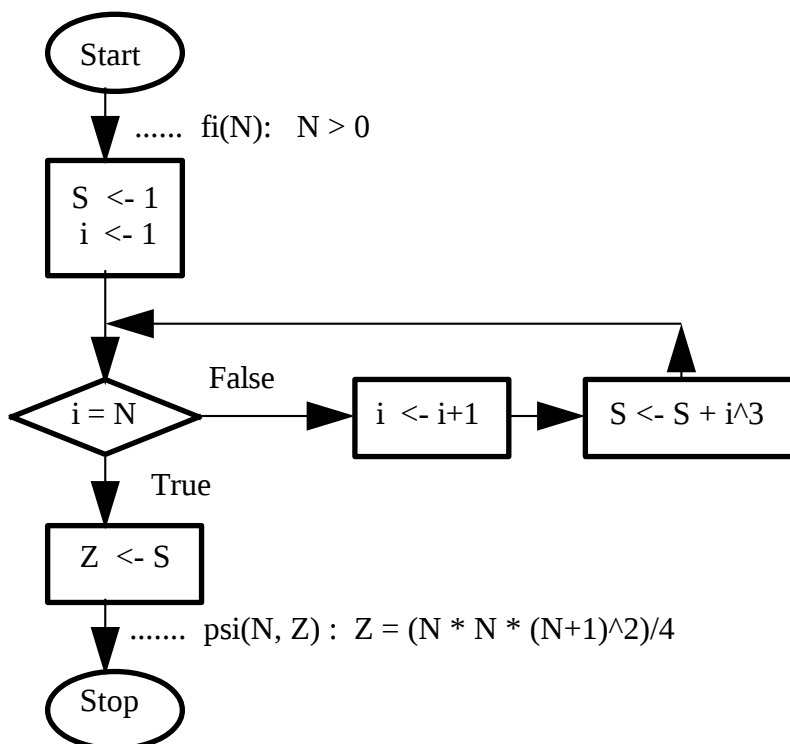 Start
...... fi(N): N > 0
S <- 1
i <- 1
False
i = N
i <- i+1
S <- S + i^3
True
Z <- S
....... psi(N, Z) : Z = (N * N * (N+1)^2)/4
Stop